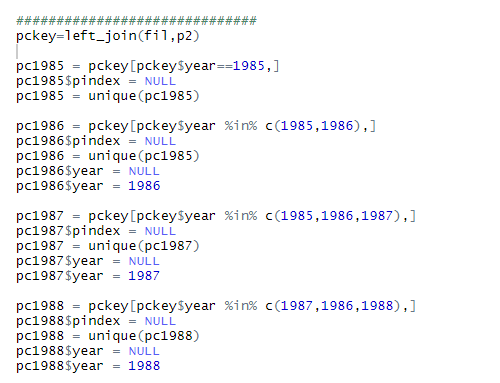 ##############################
pckey=left_join(fil,p2)
pc1985 = pckey[pckey$year==1985,]
pc1985$pindex = NULL
pc1985 = unique(pc1985)
pc1986 = pckey[pckey$year %in% c(1985,1986),]
pc1986$pindex = NULL
pc1986 = unique(pc1985)
pc1986$year = NULL
pc1986$year = 1986
pc1987 = pckey[pckey$year %in% c(1985,1986,1987),]
pc1987$pindex = NULL
pc1987 = unique(pc1987)
pc1987$year = NULL
pc1987$year = 1987
pc1988 = pckey[pckey$year %in% c(1987,1986,1988),]
pc1988$pindex = NULL
pc1988 = unique(pc1988)
pc1988$year = NULL
pc1988$year = 1988